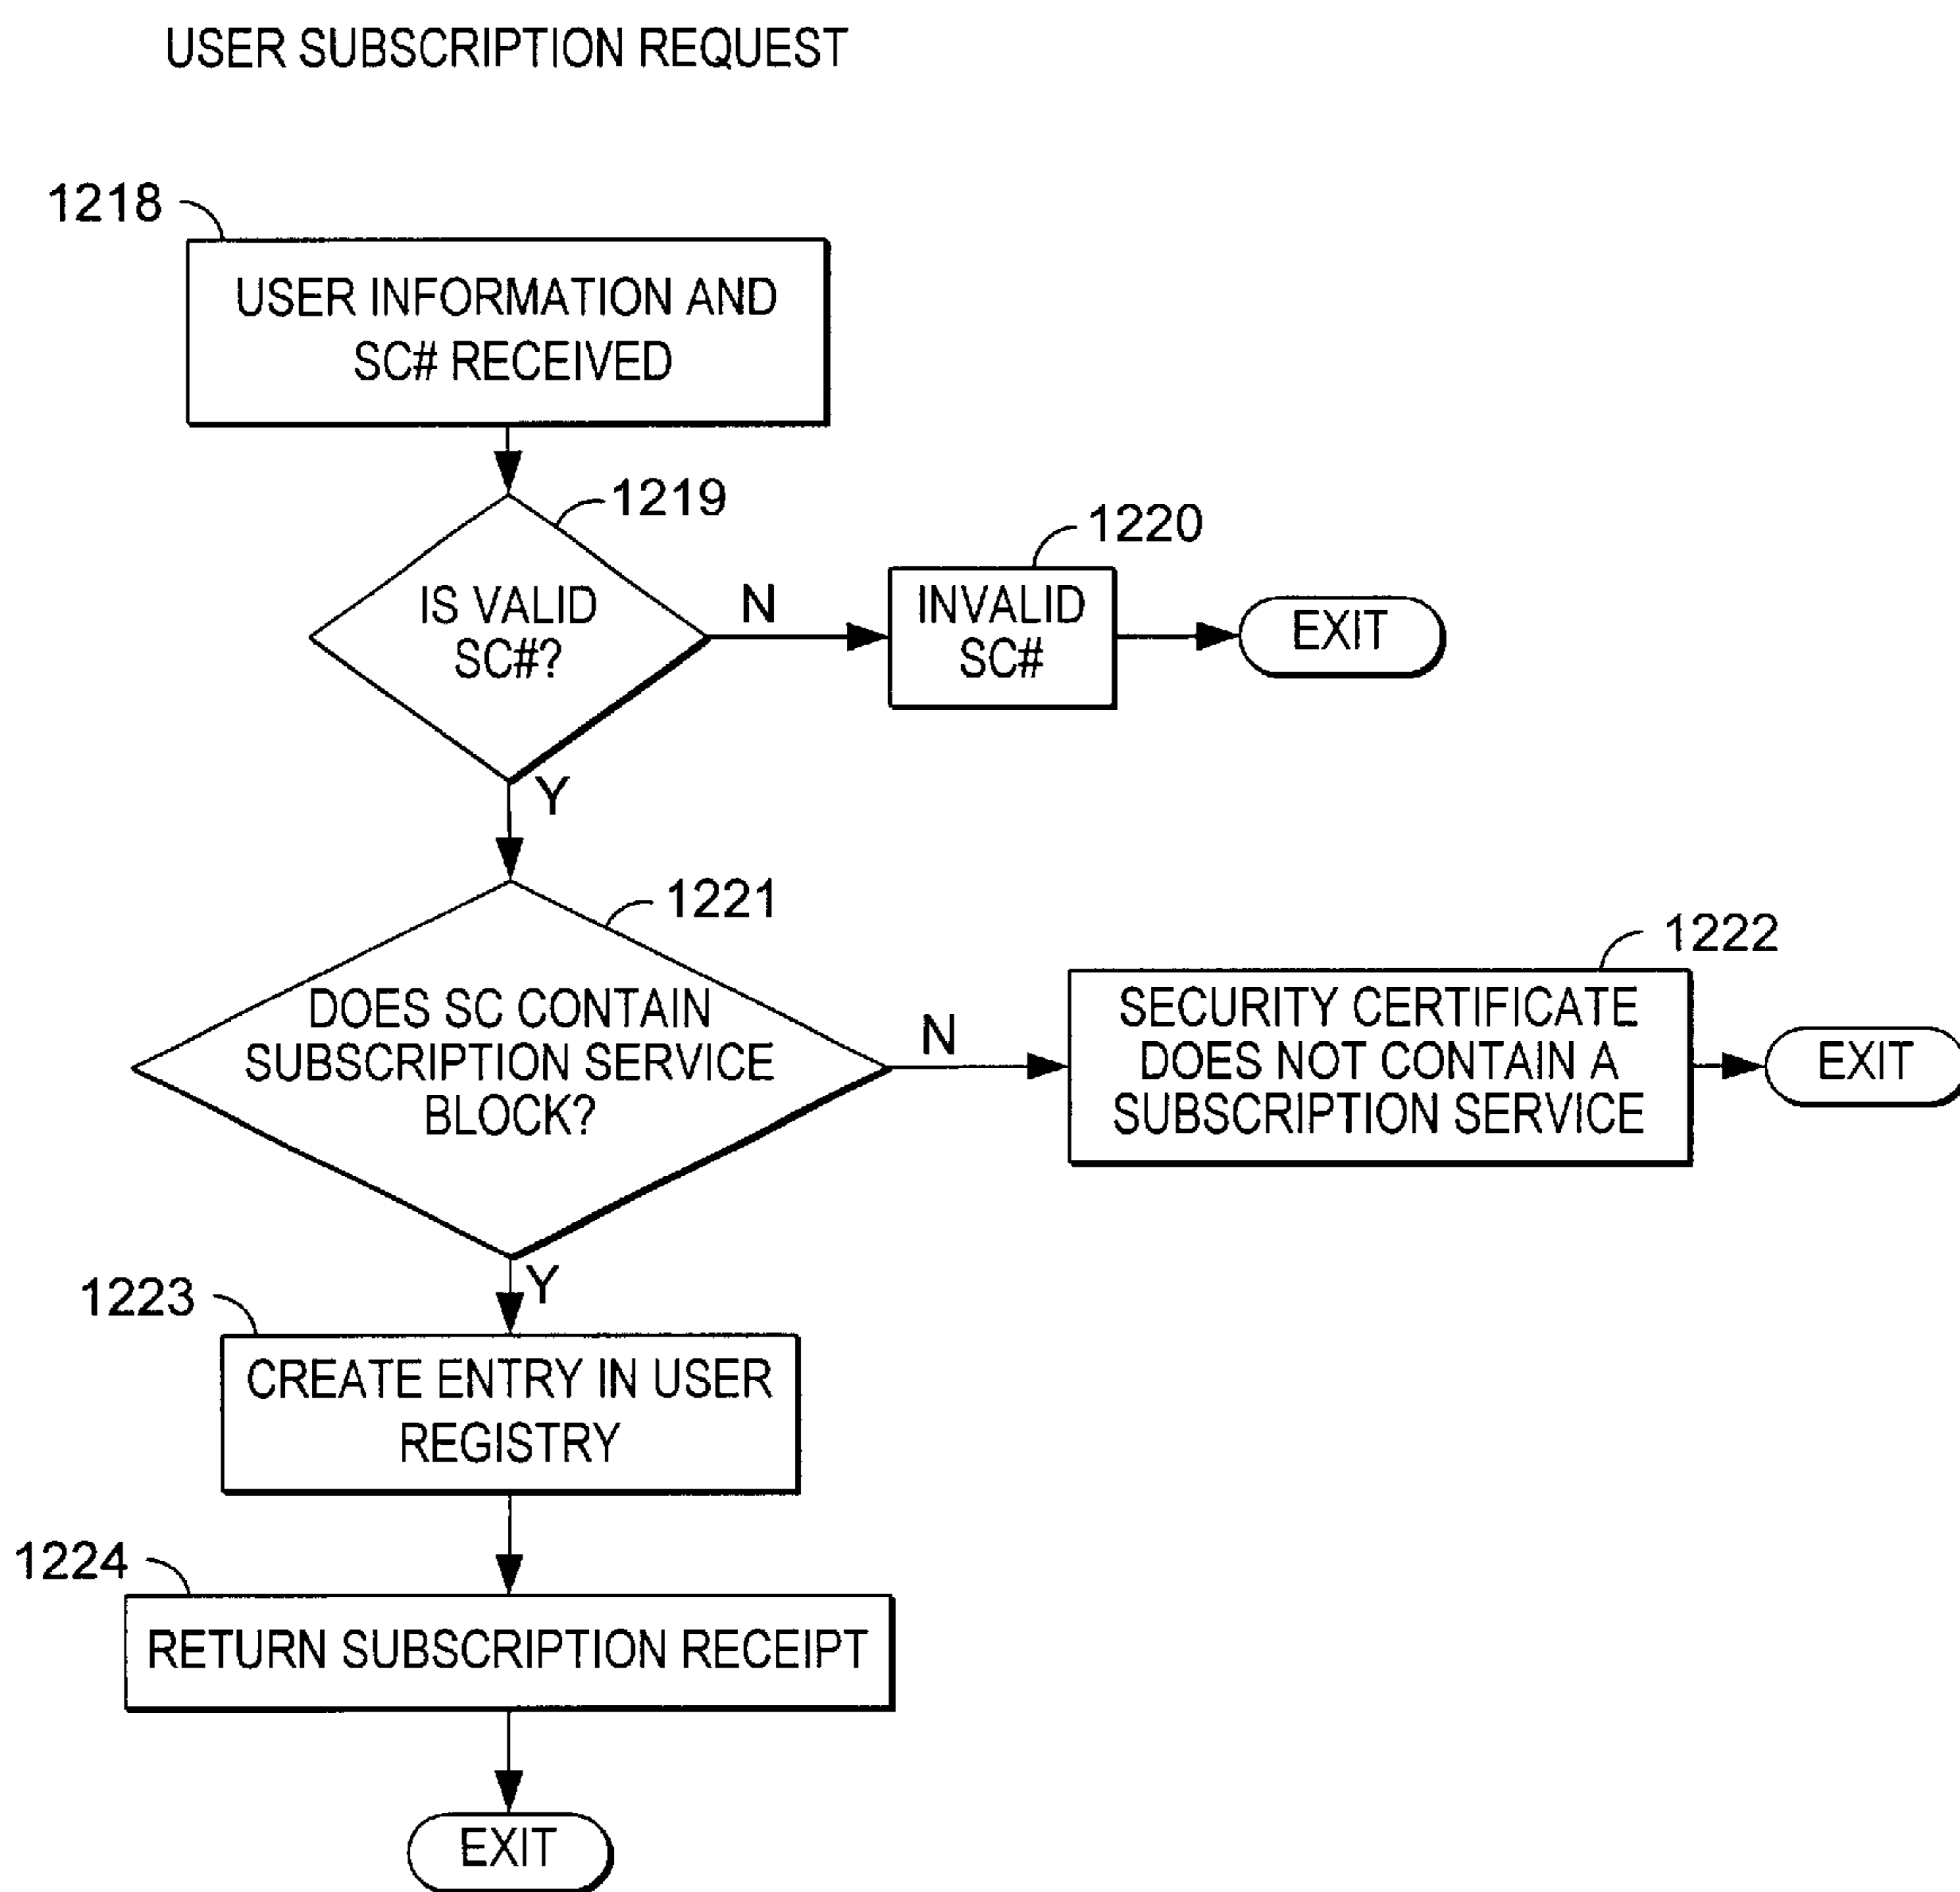 USER SUBSCRIPTION REQUEST
1218
USER INFORMATION AND
SC# RECEIVED
1219
IS VALID
SC#?
N
1220
INVALID
SC#
EXIT
Y
1221
DOES SC CONTAIN
SUBSCRIPTION SERVICE
BLOCK?
N
1222
SECURITY CERTIFICATE
DOES NOT CONTAIN A
SUBSCRIPTION SERVICE
EXIT
Y
1223
CREATE ENTRY IN USER
REGISTRY
1224
RETURN SUBSCRIPTION RECEIPT
EXIT